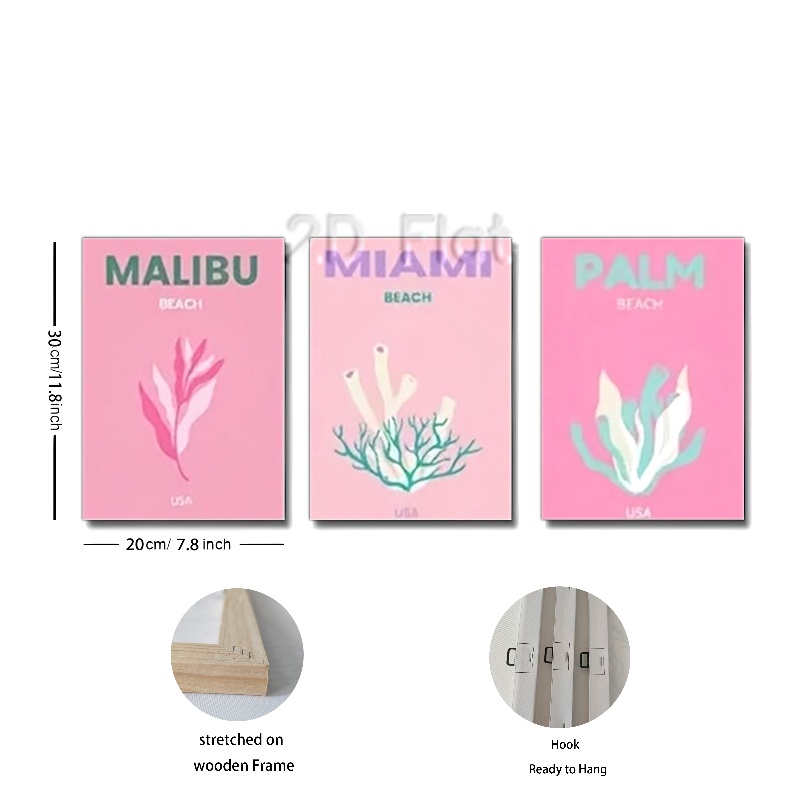 2D Flat
MALIBU
BEACH
USA
MIAMI
BEACH
USA
PALM
BEACH
USA
30cm/11.8inch
20cm/ 7.8 inch
stretched on
wooden Frame
Hook
Ready to Hang